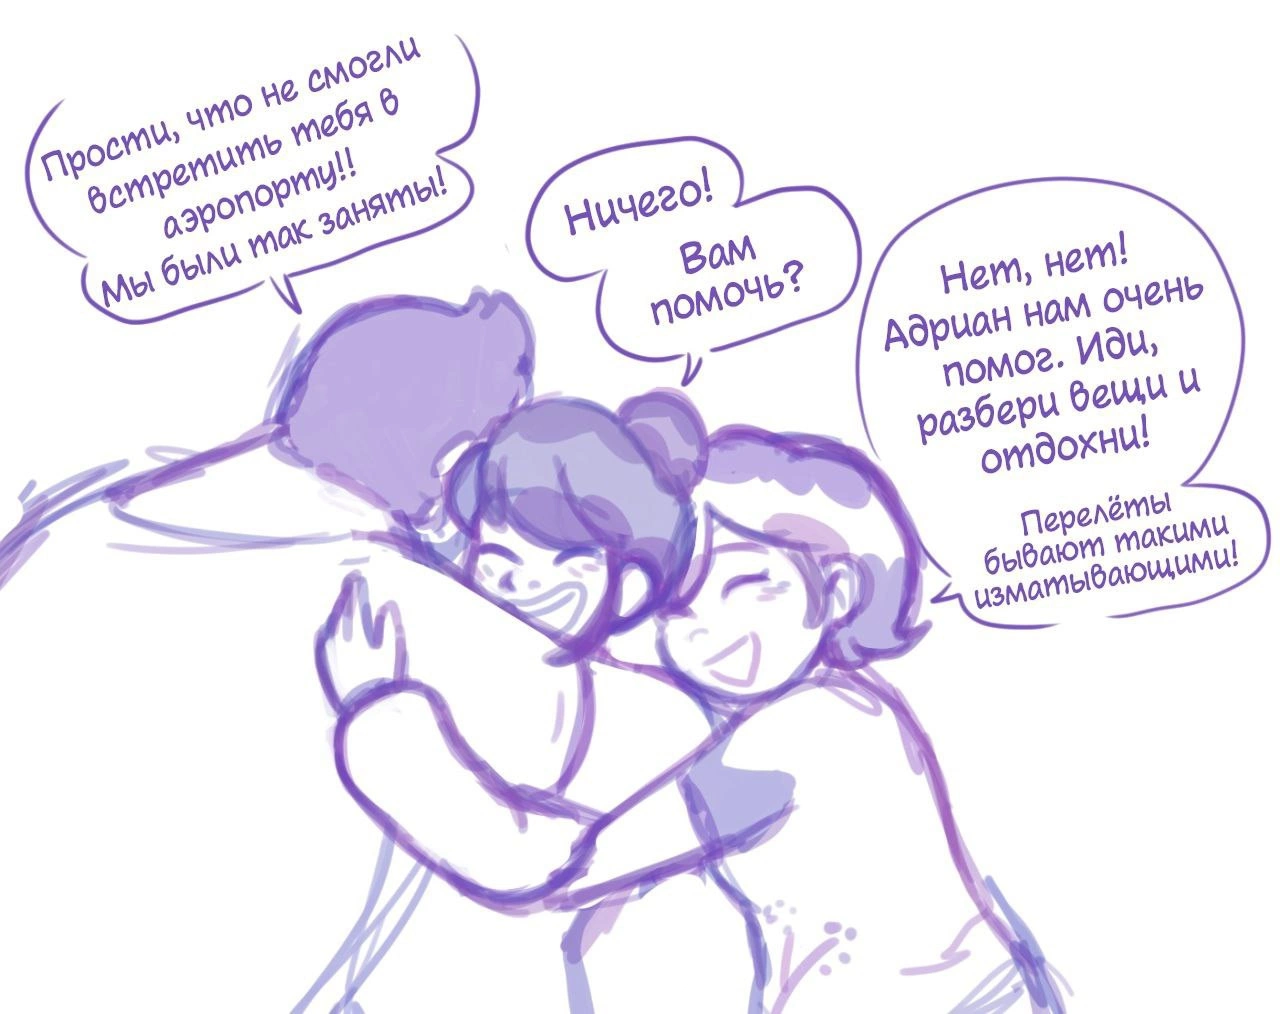 Прости, что не смогли
встретить тебя в
аэропорту!!
Мы были так заняты!
Ничего!
Вам
помочь?
Нет, нет!
Адриан нам очень
помог. Иди,
разбери вещи и
отдохни!
Перелёты
бывают такими
изматывающими!